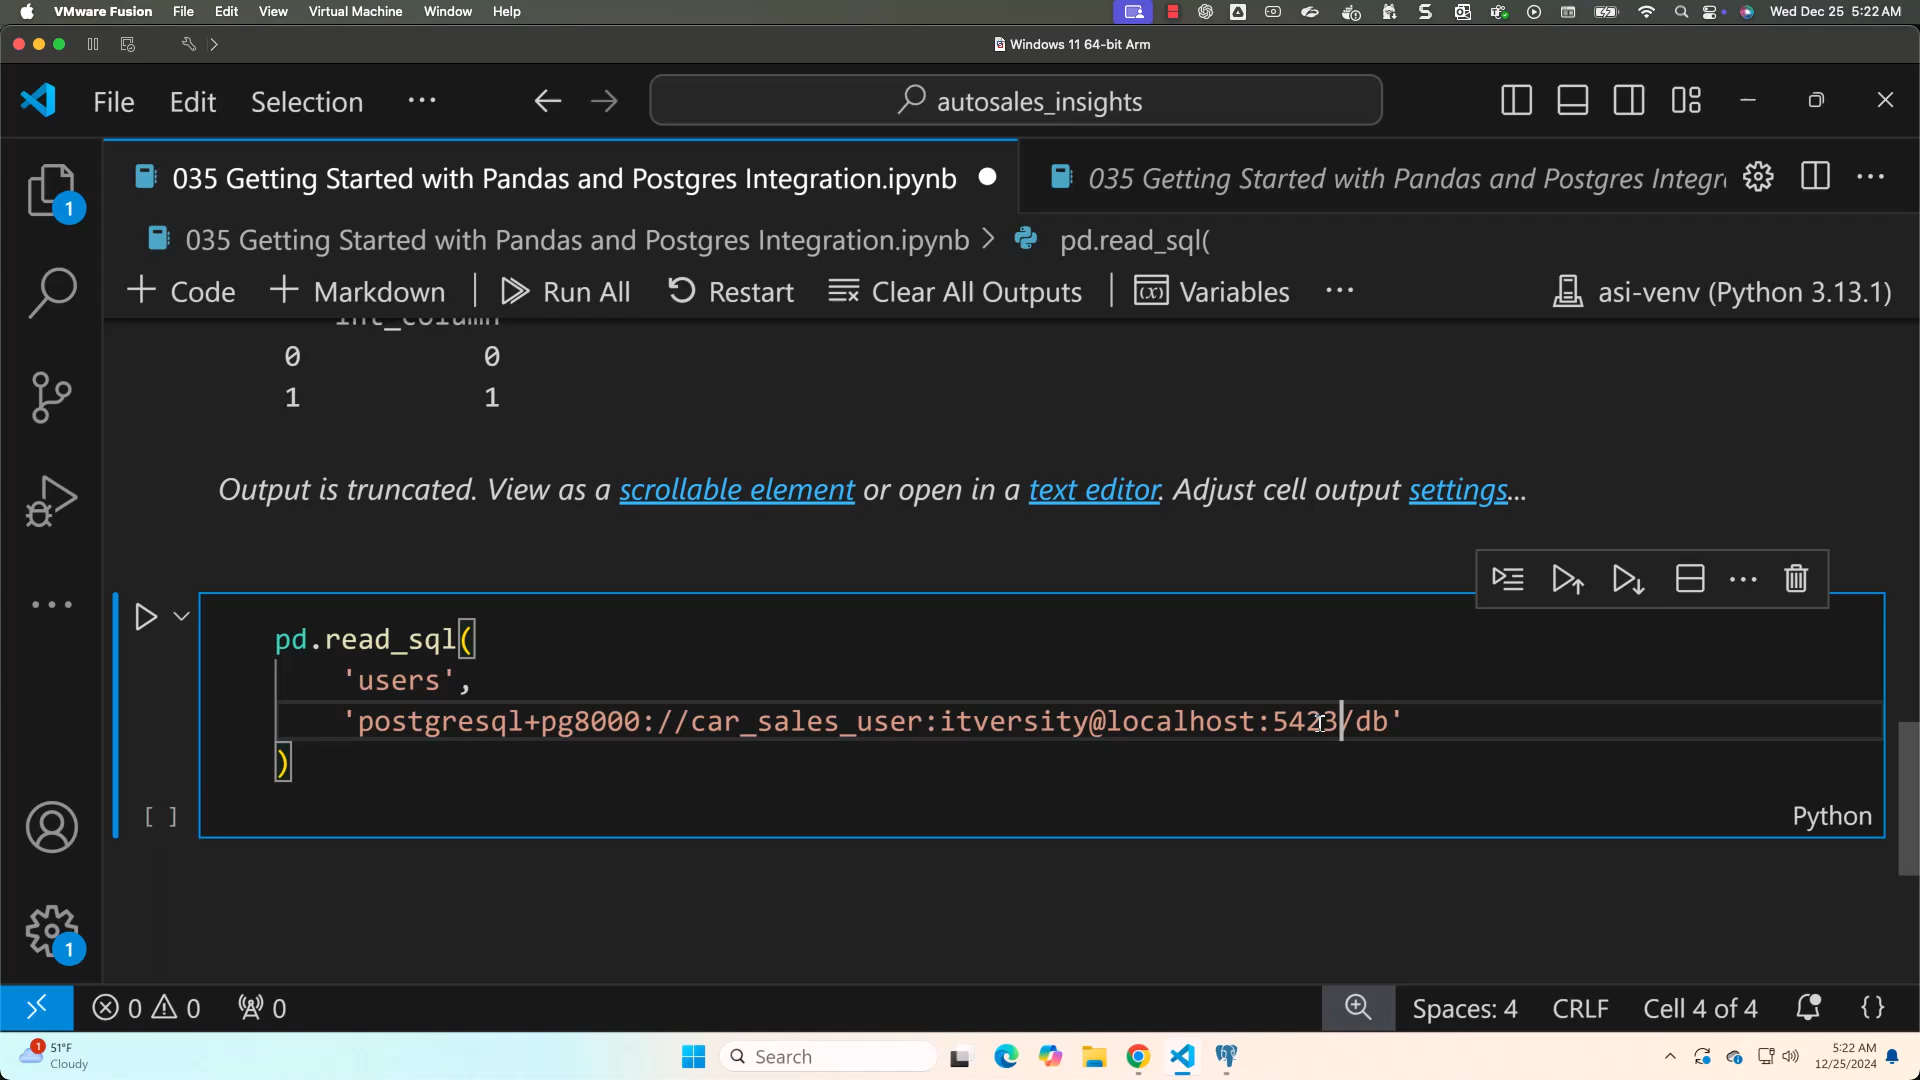 VMware Fusion File Edit View Virtual Machine Window Help Wed Dec 25 5:22 AM
Windows 11 64-bit Arm
File Edit Selection ··· autosales_insights
035 Getting Started with Pandas and Postgres Integration.ipynb 035 Getting Started with Pandas and Postgres Integr
035 Getting Started with Pandas and Postgres Integration.ipynb > pd.read_sql(
+ Code + Markdown Run All Restart Clear All Outputs Variables ··· asi-venv (Python 3.13.1)
int_column
0 0
1 1
Output is truncated. View as a scrollable element or open in a text editor. Adjust cell output settings...
pd.read_sql(
'users',
'postgresql+pg8000://car_sales_user:itversity@localhost:5423/db'
)
[ ] Python
1
1
0 0 0 Spaces: 4 CRLF Cell 4 of 4 {}
1 51°F
Cloudy
Search
5:22 AM
12/25/2024